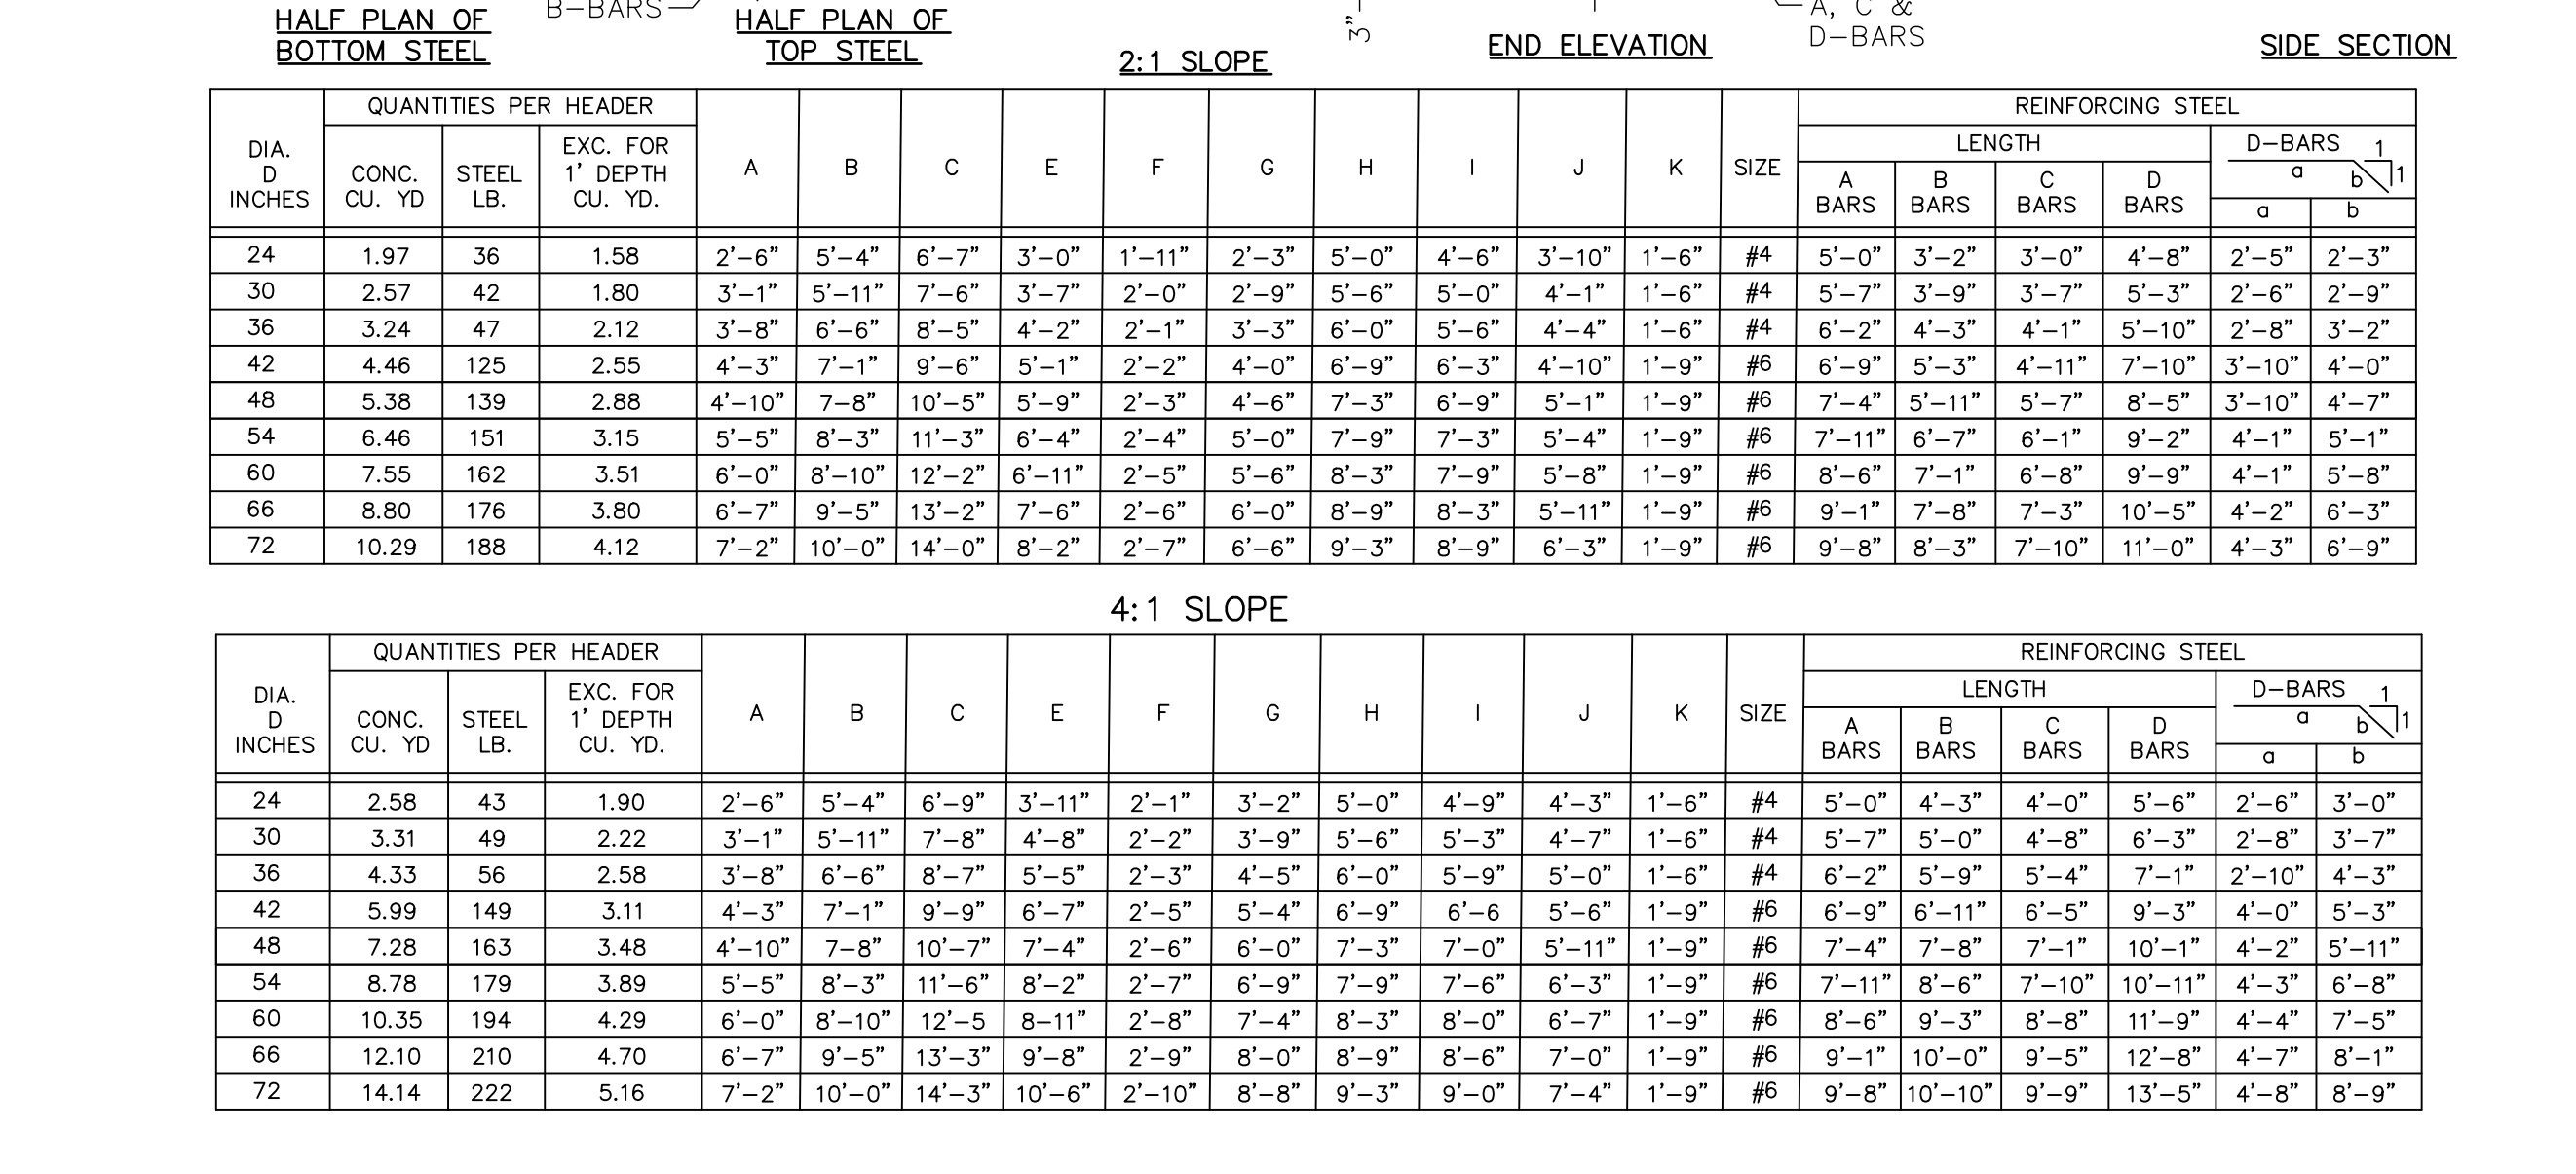 B–BARS
A, C &
D–BARS
3”
HALF PLAN OF
BOTTOM STEEL
HALF PLAN OF
TOP STEEL
END ELEVATION
SIDE SECTION
2:1 SLOPE
DIA. D INCHES QUANTITIES PER HEADER A B C E F G H I J K SIZE REINFORCING STEEL
CONC. CU. YD STEEL LB. EXC. FOR 1’ DEPTH CU. YD. LENGTH D–BARS a b 1 1
A BARS B BARS C BARS D BARS a b
24 1.97 36 1.58 2’–6” 5’–4” 6’–7” 3’–0” 1’–11” 2’–3” 5’–0” 4’–6” 3’–10” 1’–6” #4 5’–0” 3’–2” 3’–0” 4’–8” 2’–5” 2’–3”
30 2.57 42 1.80 3’–1” 5’–11” 7’–6” 3’–7” 2’–0” 2’–9” 5’–6” 5’–0” 4’–1” 1’–6” #4 5’–7” 3’–9” 3’–7” 5’–3” 2’–6” 2’–9”
36 3.24 47 2.12 3’–8” 6’–6” 8’–5” 4’–2” 2’–1” 3’–3” 6’–0” 5’–6” 4’–4” 1’–6” #4 6’–2” 4’–3” 4’–1” 5’–10” 2’–8” 3’–2”
42 4.46 125 2.55 4’–3” 7’–1” 9’–6” 5’–1” 2’–2” 4’–0” 6’–9” 6’–3” 4’–10” 1’–9” #6 6’–9” 5’–3” 4’–11” 7’–10” 3’–10” 4’–0”
48 5.38 139 2.88 4’–10” 7–8” 10’–5” 5’–9” 2’–3” 4’–6” 7’–3” 6’–9” 5’–1” 1’–9” #6 7’–4” 5’–11” 5’–7” 8’–5” 3’–10” 4’–7”
54 6.46 151 3.15 5’–5” 8’–3” 11’–3” 6’–4” 2’–4” 5’–0” 7’–9” 7’–3” 5’–4” 1’–9” #6 7’–11” 6’–7” 6’–1” 9’–2” 4’–1” 5’–1”
60 7.55 162 3.51 6’–0” 8’–10” 12’–2” 6’–11” 2’–5” 5’–6” 8’–3” 7’–9” 5’–8” 1’–9” #6 8’–6” 7’–1” 6’–8” 9’–9” 4’–1” 5’–8”
66 8.80 176 3.80 6’–7” 9’–5” 13’–2” 7’–6” 2’–6” 6’–0” 8’–9” 8’–3” 5’–11” 1’–9” #6 9’–1” 7’–8” 7’–3” 10’–5” 4’–2” 6’–3”
72 10.29 188 4.12 7’–2” 10’–0” 14’–0” 8’–2” 2’–7” 6’–6” 9’–3” 8’–9” 6’–3” 1’–9” #6 9’–8” 8’–3” 7’–10” 11’–0” 4’–3” 6’–9”
4:1 SLOPE
DIA. D INCHES QUANTITIES PER HEADER A B C E F G H I J K SIZE REINFORCING STEEL
CONC. CU. YD STEEL LB. EXC. FOR 1’ DEPTH CU. YD. LENGTH D–BARS a b 1 1
A BARS B BARS C BARS D BARS a b
24 2.58 43 1.90 2’–6” 5’–4” 6’–9” 3’–11” 2’–1” 3’–2” 5’–0” 4’–9” 4’–3” 1’–6” #4 5’–0” 4’–3” 4’–0” 5’–6” 2’–6” 3’–0”
30 3.31 49 2.22 3’–1” 5’–11” 7’–8” 4’–8” 2’–2” 3’–9” 5’–6” 5’–3” 4’–7” 1’–6” #4 5’–7” 5’–0” 4’–8” 6’–3” 2’–8” 3’–7”
36 4.33 56 2.58 3’–8” 6’–6” 8’–7” 5’–5” 2’–3” 4’–5” 6’–0” 5’–9” 5’–0” 1’–6” #4 6’–2” 5’–9” 5’–4” 7’–1” 2’–10” 4’–3”
42 5.99 149 3.11 4’–3” 7’–1” 9’–9” 6’–7” 2’–5” 5’–4” 6’–9” 6’–6 5’–6” 1’–9” #6 6’–9” 6’–11” 6’–5” 9’–3” 4’–0” 5’–3”
48 7.28 163 3.48 4’–10” 7–8” 10’–7” 7’–4” 2’–6” 6’–0” 7’–3” 7’–0” 5’–11” 1’–9” #6 7’–4” 7’–8” 7’–1” 10’–1” 4’–2” 5’–11”
54 8.78 179 3.89 5’–5” 8’–3” 11’–6” 8’–2” 2’–7” 6’–9” 7’–9” 7’–6” 6’–3” 1’–9” #6 7’–11” 8’–6” 7’–10” 10’–11” 4’–3” 6’–8”
60 10.35 194 4.29 6’–0” 8’–10” 12’–5 8–11” 2’–8” 7’–4” 8’–3” 8’–0” 6’–7” 1’–9” #6 8’–6” 9’–3” 8’–8” 11’–9” 4’–4” 7’–5”
66 12.10 210 4.70 6’–7” 9’–5” 13’–3” 9’–8” 2’–9” 8’–0” 8’–9” 8’–6” 7’–0” 1’–9” #6 9’–1” 10’–0” 9’–5” 12’–8” 4’–7” 8’–1”
72 14.14 222 5.16 7’–2” 10’–0” 14’–3” 10’–6” 2’–10” 8’–8” 9’–3” 9’–0” 7’–4” 1’–9” #6 9’–8” 10’–10” 9’–9” 13’–5” 4’–8” 8’–9”